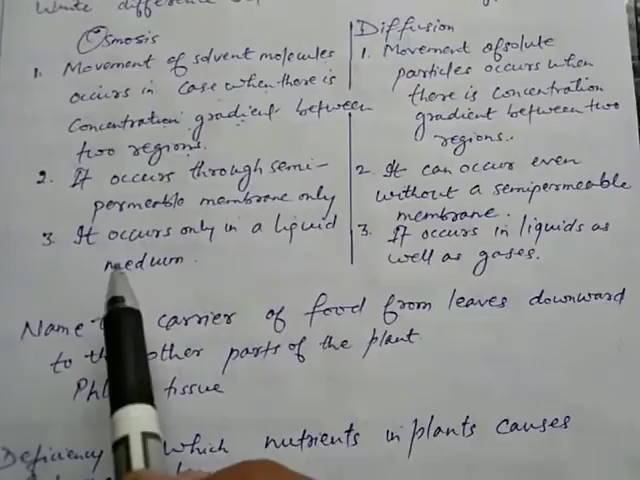 Write difference
Osmosis
1. Movement of solvent molecules
occurs in case when there is
concentration gradient between
two regions.
2. It occurs through semi-
permeable membrane only
3. It occurs only in a liquid
medium.
Diffusion
1. Movement of solute
particles occurs when
there is concentration
gradient between two
regions..
2. It can occur even
without a semipermeable
membrane.
3. It occurs in liquids as
well as gases.
Name carrier of food from leaves downward
to other parts of the plant.
tissue
Deficiency which nutrients in plants causes